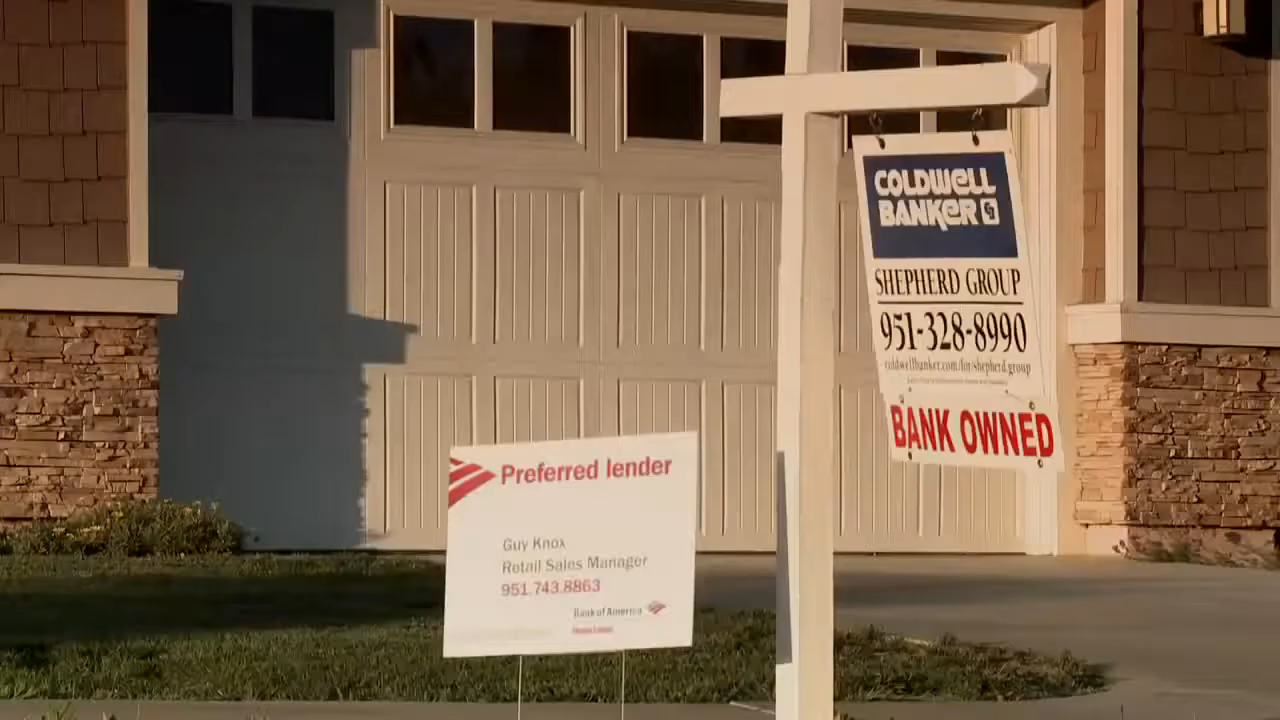 COLDWELL
BANKER
SHEPHERD GROUP
951-328-8990
coldwellbanker.com/for/shepherd.group
BANK OWNED
Preferred lender
Guy Knox
Retail Sales Manager
951.743.8863
Bank of America